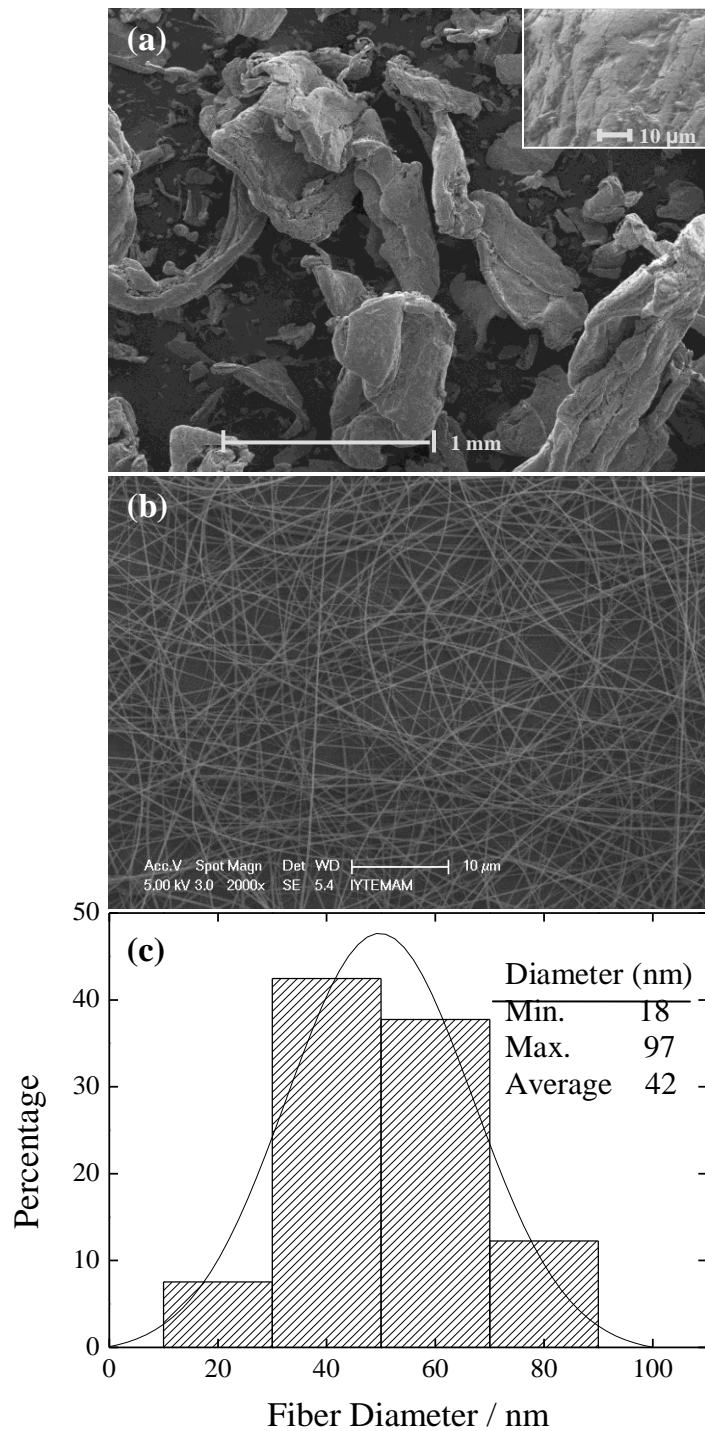 (a)
10 µm
1 mm
(b)
Acc.V Spot Magn Det WD 10 µm
5.00 kV 3.0 2000x SE 5.4 IYTEMAM
50
(c)
Diameter (nm)
40
Min. 18
Max. 97
30
Average 42
Percentage
20
10
0
0 20 40 60 80 100
Fiber Diameter / nm